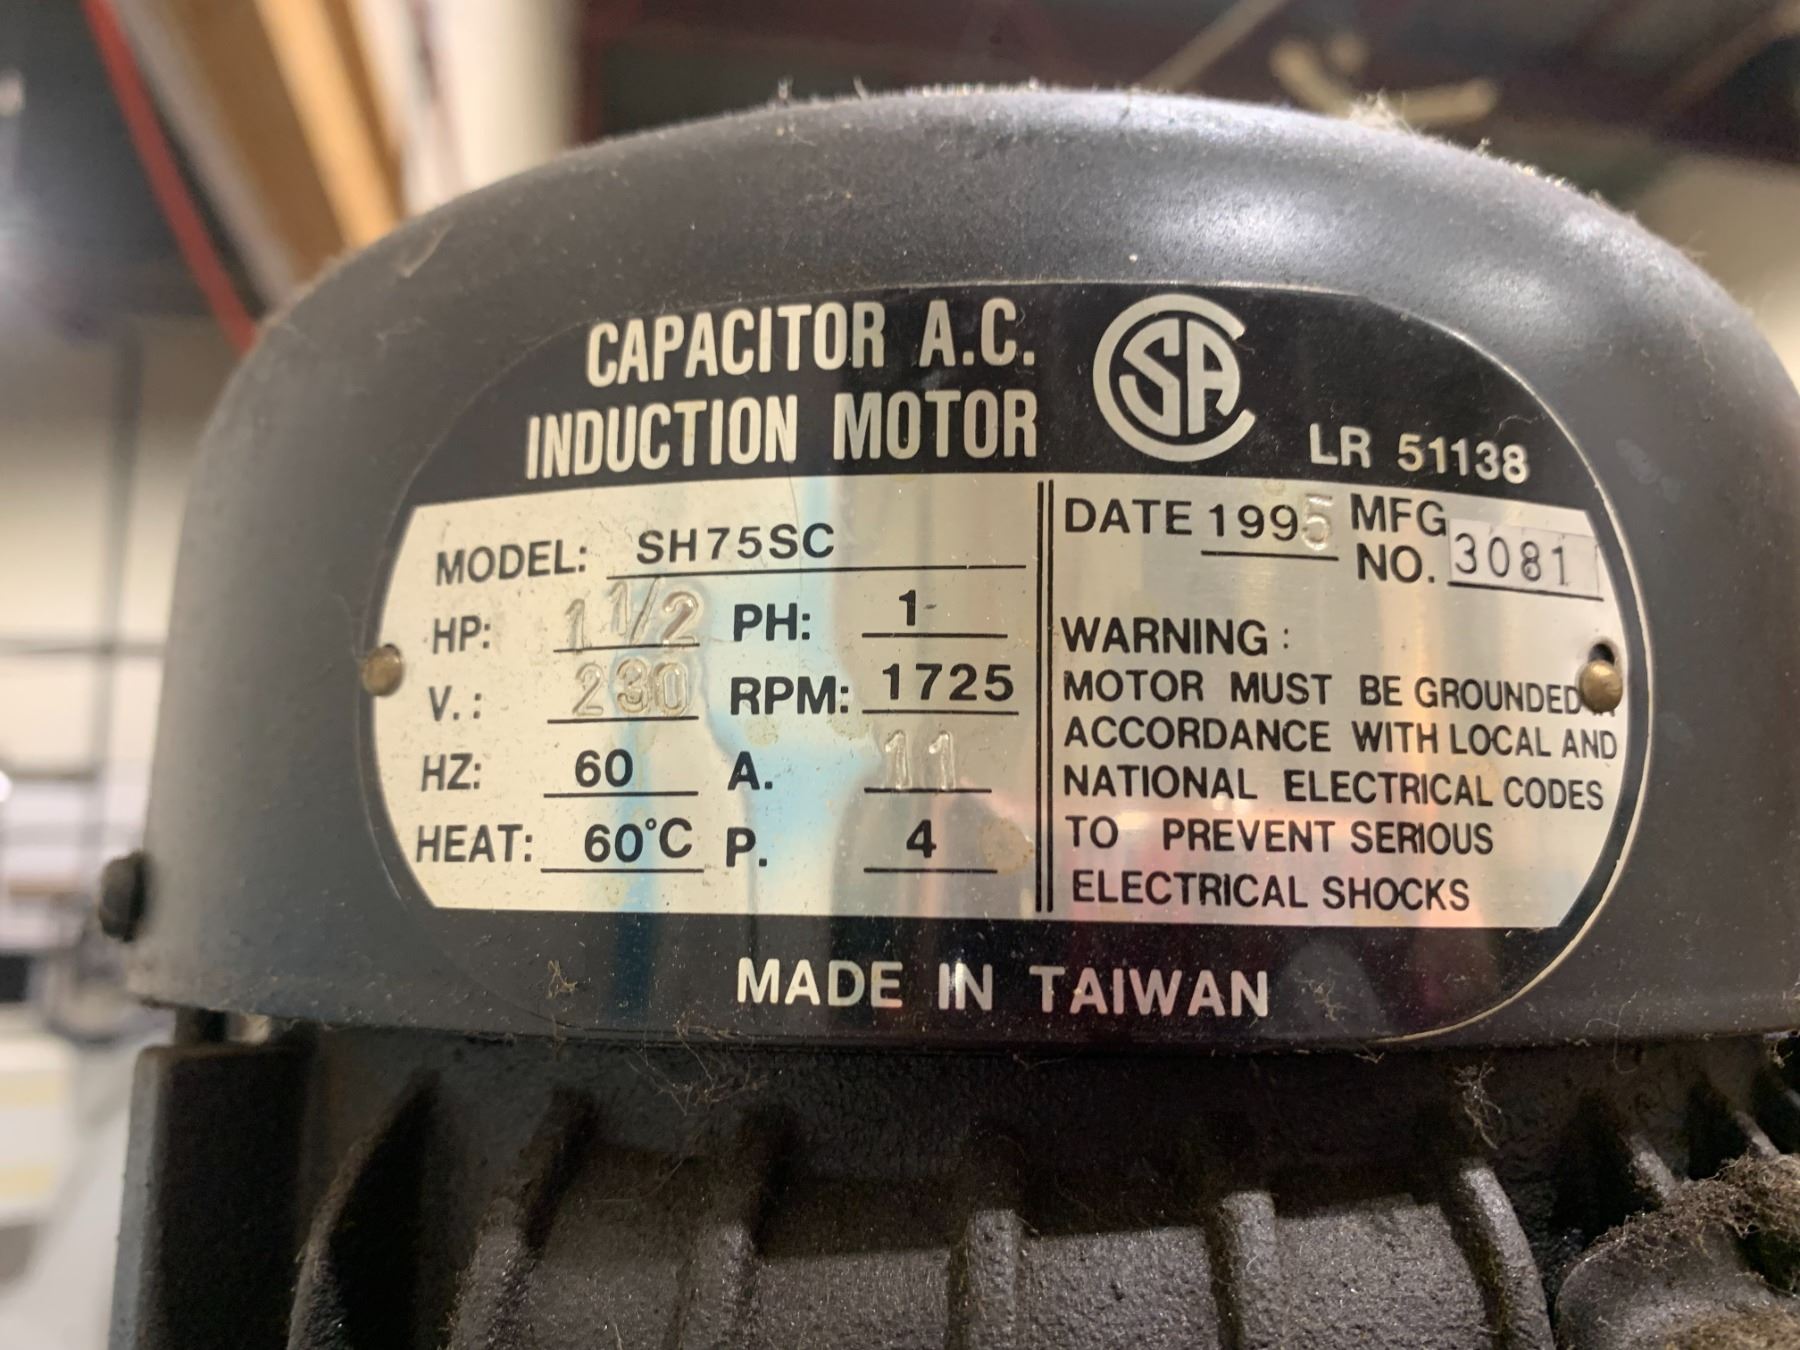 CAPACITOR A.C.
INDUCTION MOTOR
CSA
LR 51138
MODEL: SH75SC
HP: 1 1/2 PH: 1
V.: 230 RPM: 1725
HZ: 60 A. 11
HEAT: 60°C P. 4
DATE 1995 MFG NO. 3081
WARNING:
MOTOR MUST BE GROUNDED
ACCORDANCE WITH LOCAL AND
NATIONAL ELECTRICAL CODES
TO PREVENT SERIOUS
ELECTRICAL SHOCKS
MADE IN TAIWAN